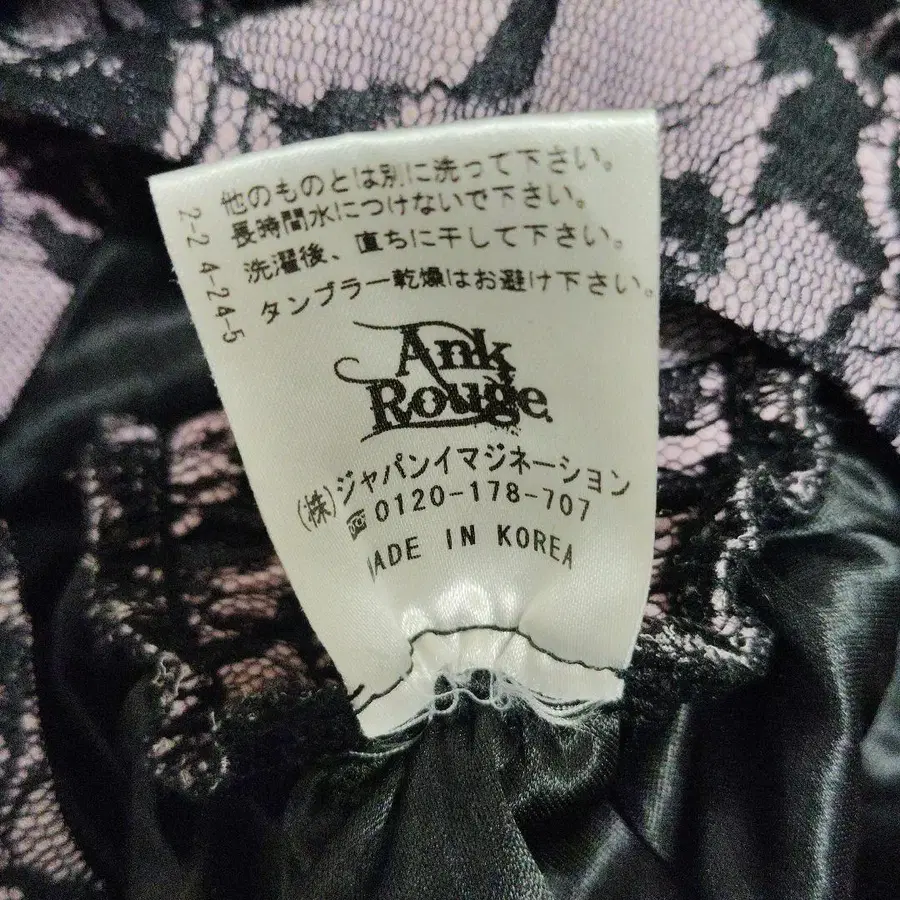 他のものとは別に洗って下さい。
長時間水につけないで下さい。
洗濯後、直ちに干して下さい。
タンブラー乾燥はお避け下さい。
2-2 4-24-5
Ank
Rouge
(株)ジャパンイマジネーション
☎0120-178-707
MADE IN KOREA